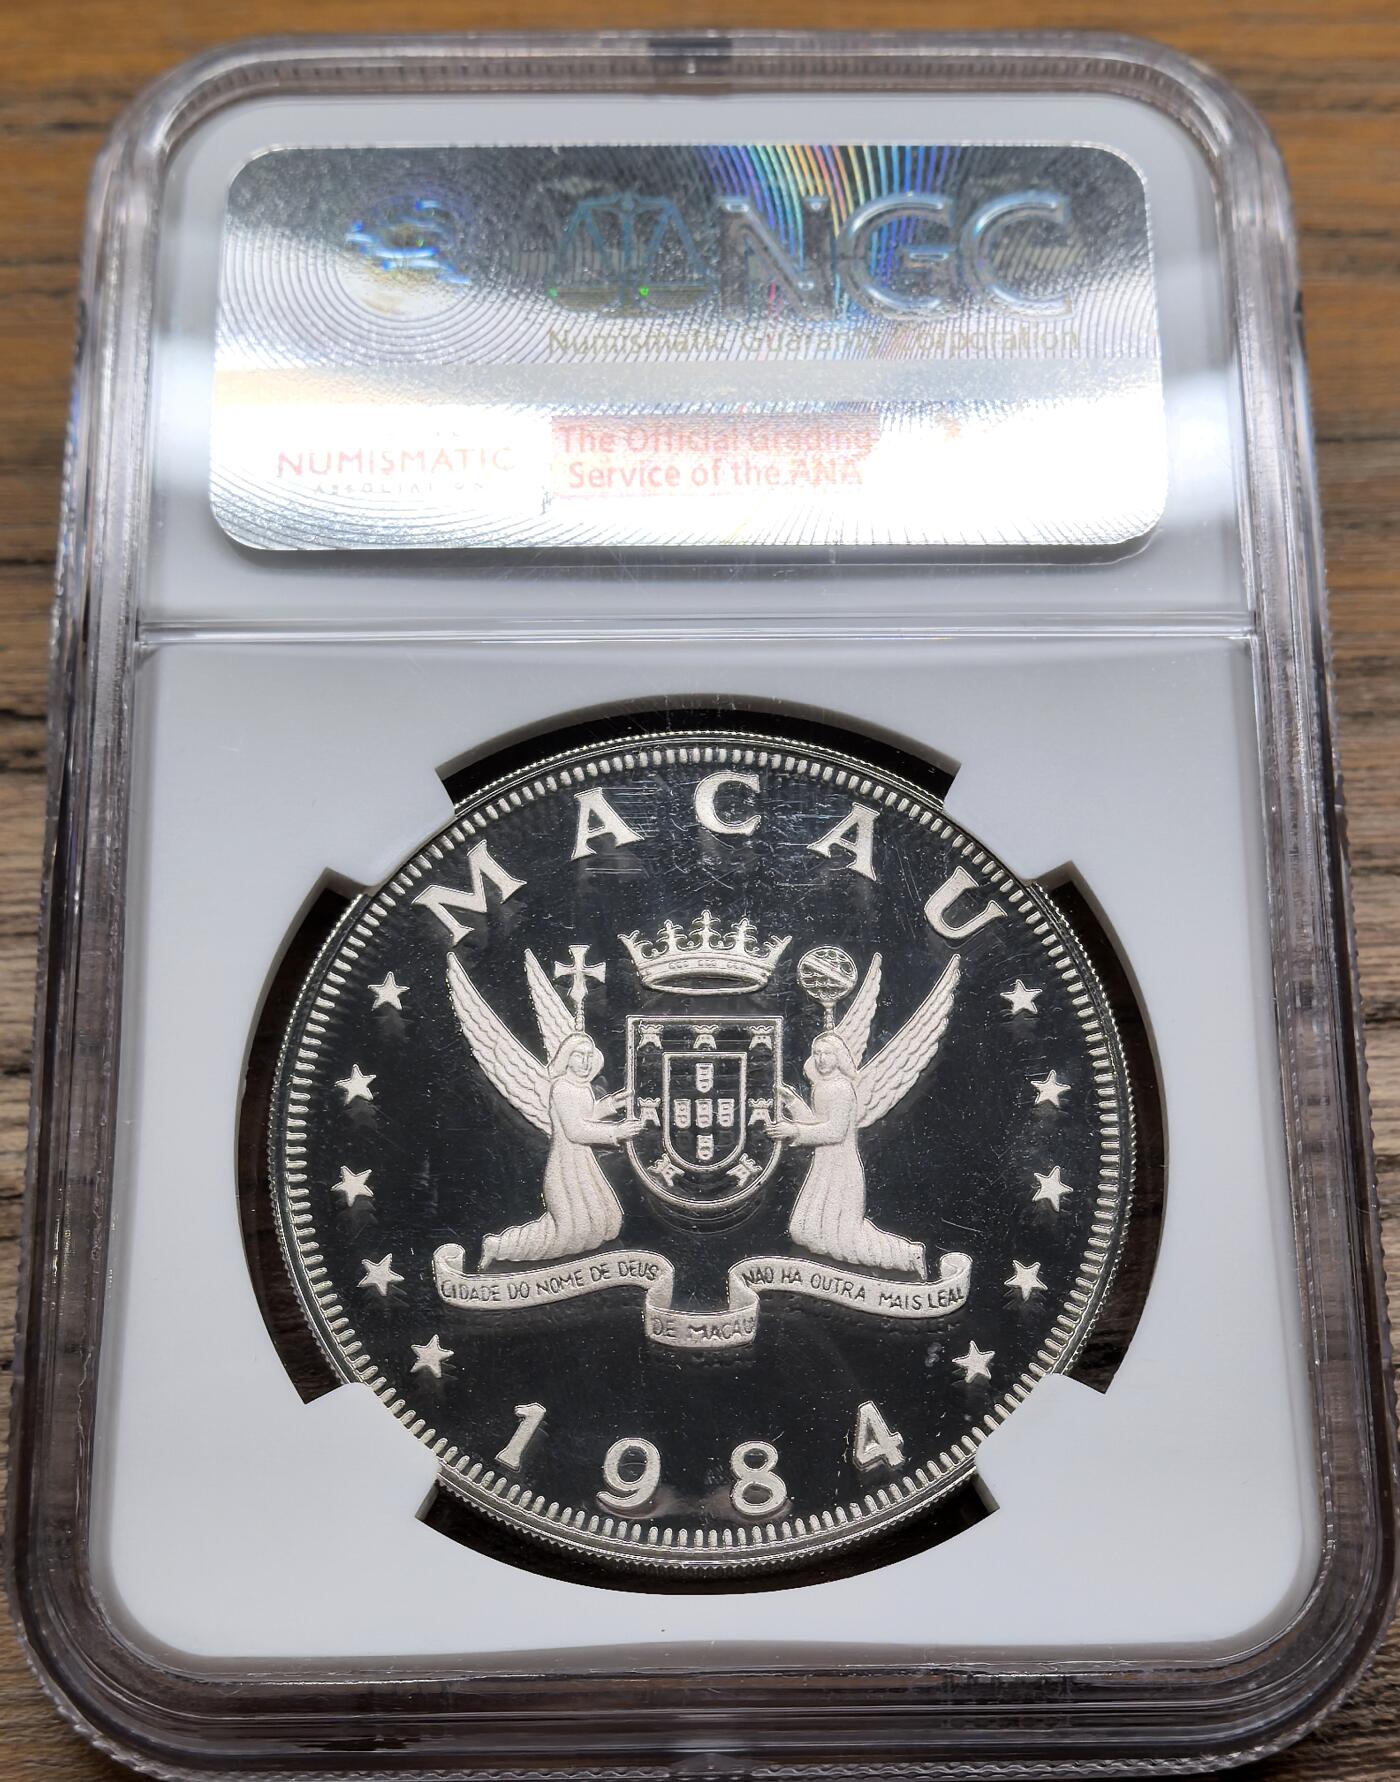 NGC
Numismatic Guaranty Corporation
NUMISMATIC
ASSOCIATION
The Official Grading
Service of the ANA
MACAU
CIDADE DO NOME DE DEUS
NAO HA OUTRA MAIS LEAL
DE MACAU
1984